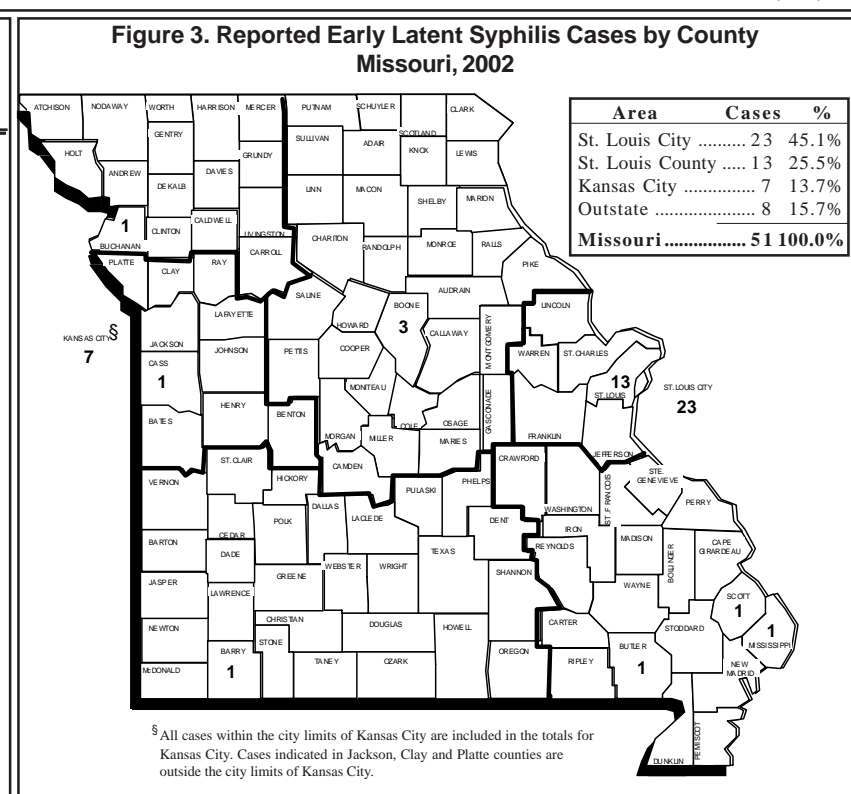 Figure 3. Reported Early Latent Syphilis Cases by County
Missouri, 2002
Area Cases %
St. Louis City .......... 23 45.1%
St. Louis County ..... 13 25.5%
Kansas City ............... 7 13.7%
Outstate .................... 8 15.7%
Missouri ................. 51 100.0%
ATCHISON NODAWAY WORTH HARRISON MERCER PUTNAM SCHUYLER
CLARK
SCOTLAND
GENTRY SULLIVAN ADAIR
HOLT GRUNDY KNOX LEWIS
ANDREW DAVIES
DEKALB LINN MACON
SHELBY MARION
1
BUCHANAN CLINTON CALDWELL LIVINGSTON
CHARITON RANDOLPH MONROE RALLS
PLATTE CLAY RAY CARROLL
PIKE
SALINE AUDRAIN
LINCOLN
LAFAYETTE HOWARD BOONE
3
CALLAWAY MONTGOMERY
KANSAS CITY§
7
JACKSON JOHNSON PETTIS COOPER
WARREN ST. CHARLES
CASS
1
MONITEAU
13
ST. LOUIS
ST. LOUIS CITY
23
HENRY BENTON
BATES
COLE OSAGE GASCONADE
MORGAN MILLER MARIES FRANKLIN
JEFFERSON
ST. CLAIR CAMDEN CRAWFORD
STE.
GENEVIEVE
VERNON HICKORY PULASKI PHELPS
DALLAS LACLEDE WASHINGTON ST. FRANCOIS PERRY
POLK DENT
IRON
BARTON CEDAR MADISON BOLLINGER CAPE
GIRARDEAU
DADE TEXAS REYNOLDS
JASPER GREENE WEBSTER WRIGHT SHANNON
LAWRENCE WAYNE
SCOTT
1
NEWTON CHRISTIAN DOUGLAS HOWELL CARTER STODDARD
1
MISSISSIPPI
BARRY
1
STONE
BUTLER
1
McDONALD TANEY OZARK OREGON RIPLEY
NEW
MADRID
DUNKLIN PEMISCOT
§ All cases within the city limits of Kansas City are included in the totals for
Kansas City. Cases indicated in Jackson, Clay and Platte counties are
outside the city limits of Kansas City.